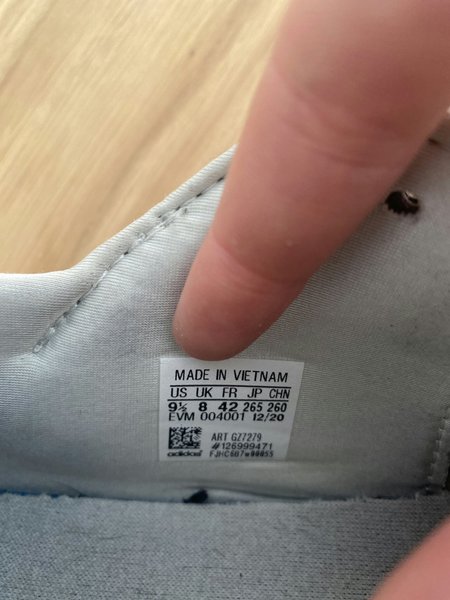 MADE IN VIETNAM
US UK FR JP CHN
9½ 8 42 265 260
EVM 004001 12/20
ART GZ7279
#126999471
adidas FJHC6D7w00055